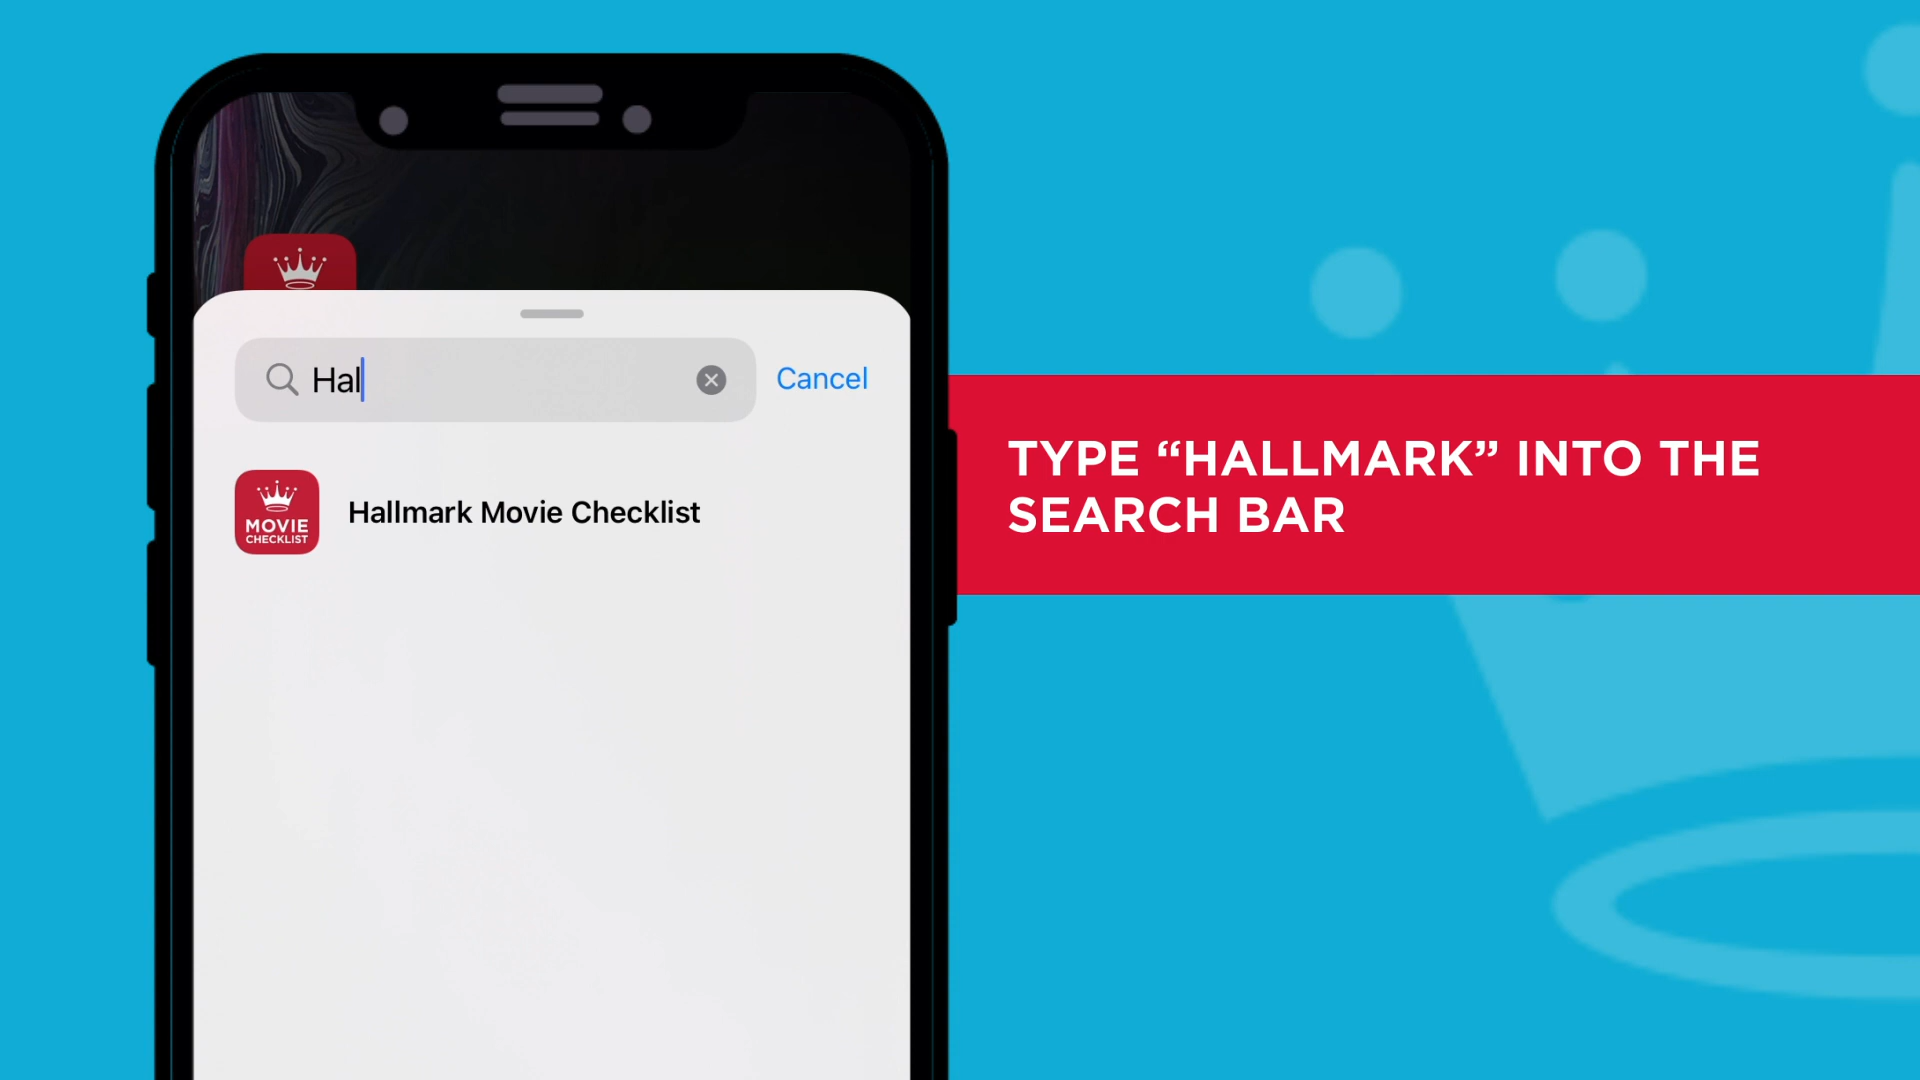 Hal
Cancel
MOVIE
CHECKLIST
Hallmark Movie Checklist
TYPE “HALLMARK” INTO THE
SEARCH BAR